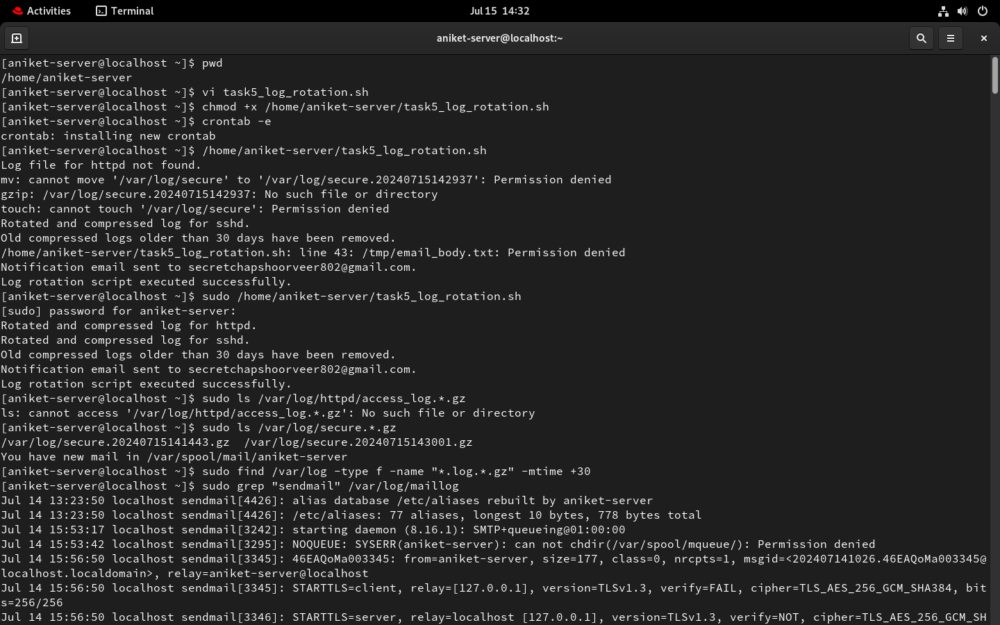 Activities
Terminal
Jul 15 14:32
aniket-server@localhost:~
[aniket-server@localhost ~]$ pwd
/home/aniket-server
[aniket-server@localhost ~]$ vi task5_log_rotation.sh
[aniket-server@localhost ~]$ chmod +x /home/aniket-server/task5_log_rotation.sh
[aniket-server@localhost ~]$ crontab -e
crontab: installing new crontab
[aniket-server@localhost ~]$ /home/aniket-server/task5_log_rotation.sh
Log file for httpd not found.
mv: cannot move '/var/log/secure' to '/var/log/secure.20240715142937': Permission denied
gzip: /var/log/secure.20240715142937: No such file or directory
touch: cannot touch '/var/log/secure': Permission denied
Rotated and compressed log for sshd.
Old compressed logs older than 30 days have been removed.
/home/aniket-server/task5_log_rotation.sh: line 43: /tmp/email_body.txt: Permission denied
Notification email sent to secretchapshoorveer802@gmail.com.
Log rotation script executed successfully.
[aniket-server@localhost ~]$ sudo /home/aniket-server/task5_log_rotation.sh
[sudo] password for aniket-server:
Rotated and compressed log for httpd.
Rotated and compressed log for sshd.
Old compressed logs older than 30 days have been removed.
Notification email sent to secretchapshoorveer802@gmail.com.
Log rotation script executed successfully.
[aniket-server@localhost ~]$ sudo ls /var/log/httpd/access_log.*.gz
ls: cannot access '/var/log/httpd/access_log.*.gz': No such file or directory
[aniket-server@localhost ~]$ sudo ls /var/log/secure.*.gz
/var/log/secure.20240715141443.gz  /var/log/secure.20240715143001.gz
You have new mail in /var/spool/mail/aniket-server
[aniket-server@localhost ~]$ sudo find /var/log -type f -name "*.log.*.gz" -mtime +30
[aniket-server@localhost ~]$ sudo grep "sendmail" /var/log/maillog
Jul 14 13:23:50 localhost sendmail[4426]: alias database /etc/aliases rebuilt by aniket-server
Jul 14 13:23:50 localhost sendmail[4426]: /etc/aliases: 77 aliases, longest 10 bytes, 778 bytes total
Jul 14 15:53:17 localhost sendmail[3242]: starting daemon (8.16.1): SMTP+queueing@01:00:00
Jul 14 15:53:42 localhost sendmail[3295]: NOQUEUE: SYSERR(aniket-server): can not chdir(/var/spool/mqueue/): Permission denied
Jul 14 15:56:50 localhost sendmail[3345]: 46EAQoMa003345: from=aniket-server, size=177, class=0, nrcpts=1, msgid=<202407141026.46EAQoMa003345@
localhost.localdomain>, relay=aniket-server@localhost
Jul 14 15:56:50 localhost sendmail[3345]: STARTTLS=client, relay=[127.0.0.1], version=TLSv1.3, verify=FAIL, cipher=TLS_AES_256_GCM_SHA384, bit
s=256/256
Jul 14 15:56:50 localhost sendmail[3346]: STARTTLS=server, relay=localhost [127.0.0.1], version=TLSv1.3, verify=NOT, cipher=TLS_AES_256_GCM_SH